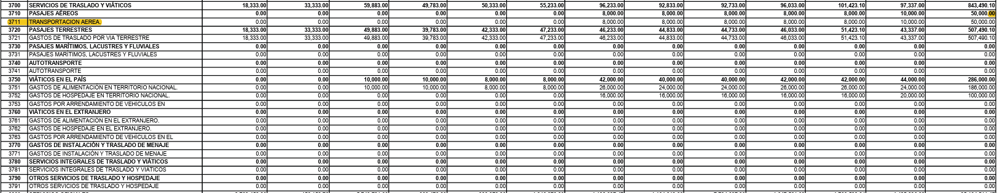 3700 SERVICIOS DE TRASLADO Y VIÁTICOS 18,333.00 33,333.00 59,883.00 49,783.00 50,333.00 55,233.00 96,233.00 92,833.00 92,733.00 96,033.00 101,423.10 97,337.00 843,490.10
3710 PASAJES AÉREOS 0.00 0.00 0.00 0.00 0.00 0.00 8,000.00 8,000.00 8,000.00 8,000.00 8,000.00 10,000.00 50,000.00
3711 TRANSPORTACION AEREA. 0.00 0.00 0.00 0.00 0.00 0.00 8,000.00 8,000.00 8,000.00 8,000.00 8,000.00 10,000.00 50,000.00
3720 PASAJES TERRESTRES 18,333.00 33,333.00 49,883.00 39,783.00 42,333.00 47,233.00 46,233.00 44,833.00 44,733.00 46,033.00 51,423.10 43,337.00 507,490.10
3721 GASTOS DE TRASLADO POR VIA TERRESTRE 18,333.00 33,333.00 49,883.00 39,783.00 42,333.00 47,233.00 46,233.00 44,833.00 44,733.00 46,033.00 51,423.10 43,337.00 507,490.10
3730 PASAJES MARÍTIMOS, LACUSTRES Y FLUVIALES 0.00 0.00 0.00 0.00 0.00 0.00 0.00 0.00 0.00 0.00 0.00 0.00 0.00
3731 PASAJES MARÍTIMOS, LACUSTRES Y FLUVIALES 0.00 0.00 0.00 0.00 0.00 0.00 0.00 0.00 0.00 0.00 0.00 0.00 0.00
3740 AUTOTRANSPORTE 0.00 0.00 0.00 0.00 0.00 0.00 0.00 0.00 0.00 0.00 0.00 0.00 0.00
3741 AUTOTRANSPORTE 0.00 0.00 0.00 0.00 0.00 0.00 0.00 0.00 0.00 0.00 0.00 0.00 0.00
3750 VIÁTICOS EN EL PAÍS 0.00 0.00 10,000.00 10,000.00 8,000.00 8,000.00 42,000.00 40,000.00 40,000.00 42,000.00 42,000.00 44,000.00 286,000.00
3751 GASTOS DE ALIMENTACIÓN EN TERRITORIO NACIONAL. 0.00 0.00 10,000.00 10,000.00 8,000.00 8,000.00 26,000.00 24,000.00 24,000.00 26,000.00 26,000.00 24,000.00 186,000.00
3752 GASTOS DE HOSPEDAJE EN TERRITORIO NACIONAL. 0.00 0.00 0.00 0.00 0.00 0.00 16,000.00 16,000.00 16,000.00 16,000.00 16,000.00 20,000.00 100,000.00
3753 GASTOS POR ARRENDAMIENTO DE VEHICULOS EN 0.00 0.00 0.00 0.00 0.00 0.00 0.00 0.00 0.00 0.00 0.00 0.00 0.00
3760 VIÁTICOS EN EL EXTRANJERO 0.00 0.00 0.00 0.00 0.00 0.00 0.00 0.00 0.00 0.00 0.00 0.00 0.00
3761 GASTOS DE ALIMENTACIÓN EN EL EXTRANJERO. 0.00 0.00 0.00 0.00 0.00 0.00 0.00 0.00 0.00 0.00 0.00 0.00 0.00
3762 GASTOS DE HOSPEDAJE EN EL EXTRANJERO. 0.00 0.00 0.00 0.00 0.00 0.00 0.00 0.00 0.00 0.00 0.00 0.00 0.00
3763 GASTOS POR ARRENDAMIENTO DE VEHICULOS EN EL 0.00 0.00 0.00 0.00 0.00 0.00 0.00 0.00 0.00 0.00 0.00 0.00 0.00
3770 GASTOS DE INSTALACIÓN Y TRASLADO DE MENAJE 0.00 0.00 0.00 0.00 0.00 0.00 0.00 0.00 0.00 0.00 0.00 0.00 0.00
3771 GASTOS DE INSTALACIÓN Y TRASLADO DE MENAJE 0.00 0.00 0.00 0.00 0.00 0.00 0.00 0.00 0.00 0.00 0.00 0.00 0.00
3780 SERVICIOS INTEGRALES DE TRASLADO Y VIÁTICOS 0.00 0.00 0.00 0.00 0.00 0.00 0.00 0.00 0.00 0.00 0.00 0.00 0.00
3781 SERVICIOS INTEGRALES DE TRASLADO Y VIÁTICOS 0.00 0.00 0.00 0.00 0.00 0.00 0.00 0.00 0.00 0.00 0.00 0.00 0.00
3790 OTROS SERVICIOS DE TRASLADO Y HOSPEDAJE 0.00 0.00 0.00 0.00 0.00 0.00 0.00 0.00 0.00 0.00 0.00 0.00 0.00
3791 OTROS SERVICIOS DE TRASLADO Y HOSPEDAJE 0.00 0.00 0.00 0.00 0.00 0.00 0.00 0.00 0.00 0.00 0.00 0.00 0.00